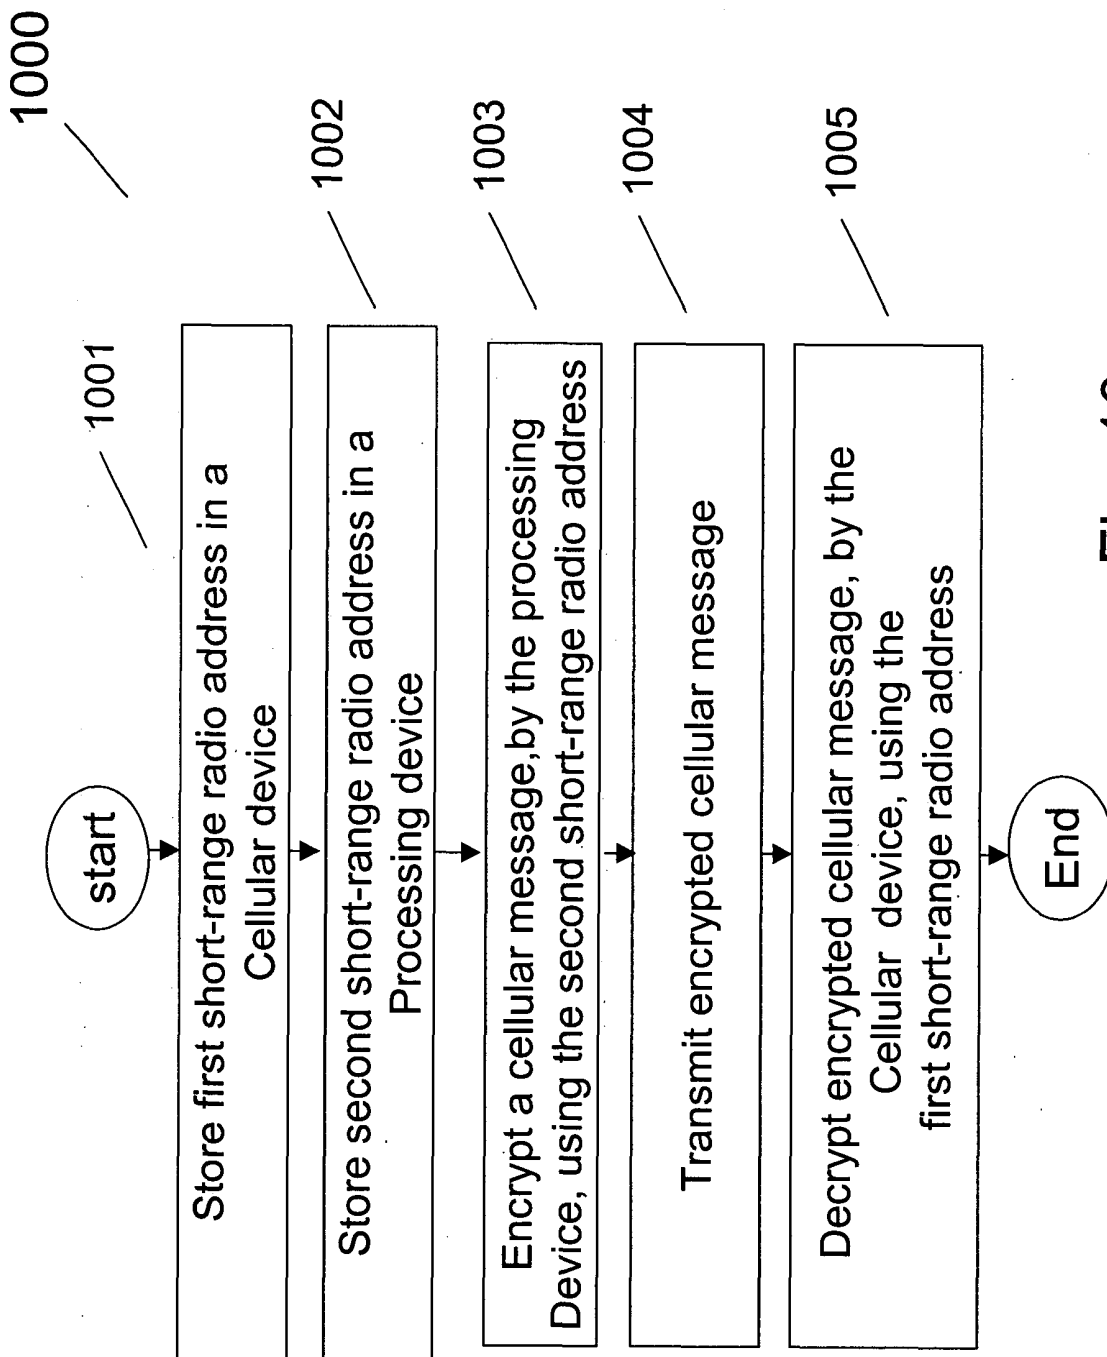 1000
start
1001
Store first short-range radio address in a
Cellular device
1002
Store second short-range radio address in a
Processing device
1003
Encrypt a cellular message,by the processing
Device, using the second short-range radio address
1004
Transmit encrypted cellular message
1005
Decrypt encrypted cellular message, by the
Cellular device, using the
first short-range radio address
End